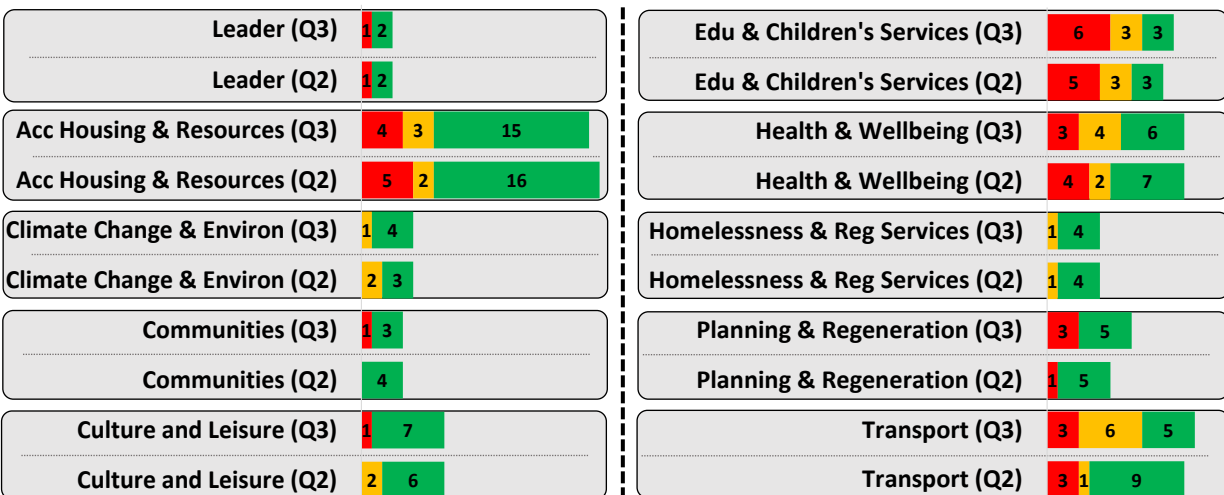 Leader (Q3) 1 2
Leader (Q2) 1 2
Acc Housing & Resources (Q3) 4 3 15
Acc Housing & Resources (Q2) 5 2 16
Climate Change & Environ (Q3) 1 4
Climate Change & Environ (Q2) 2 3
Communities (Q3) 1 3
Communities (Q2) 4
Culture and Leisure (Q3) 1 7
Culture and Leisure (Q2) 2 6
Edu & Children's Services (Q3) 6 3 3
Edu & Children's Services (Q2) 5 3 3
Health & Wellbeing (Q3) 3 4 6
Health & Wellbeing (Q2) 4 2 7
Homelessness & Reg Services (Q3) 1 4
Homelessness & Reg Services (Q2) 1 4
Planning & Regeneration (Q3) 3 5
Planning & Regeneration (Q2) 1 5
Transport (Q3) 3 6 5
Transport (Q2) 3 1 9